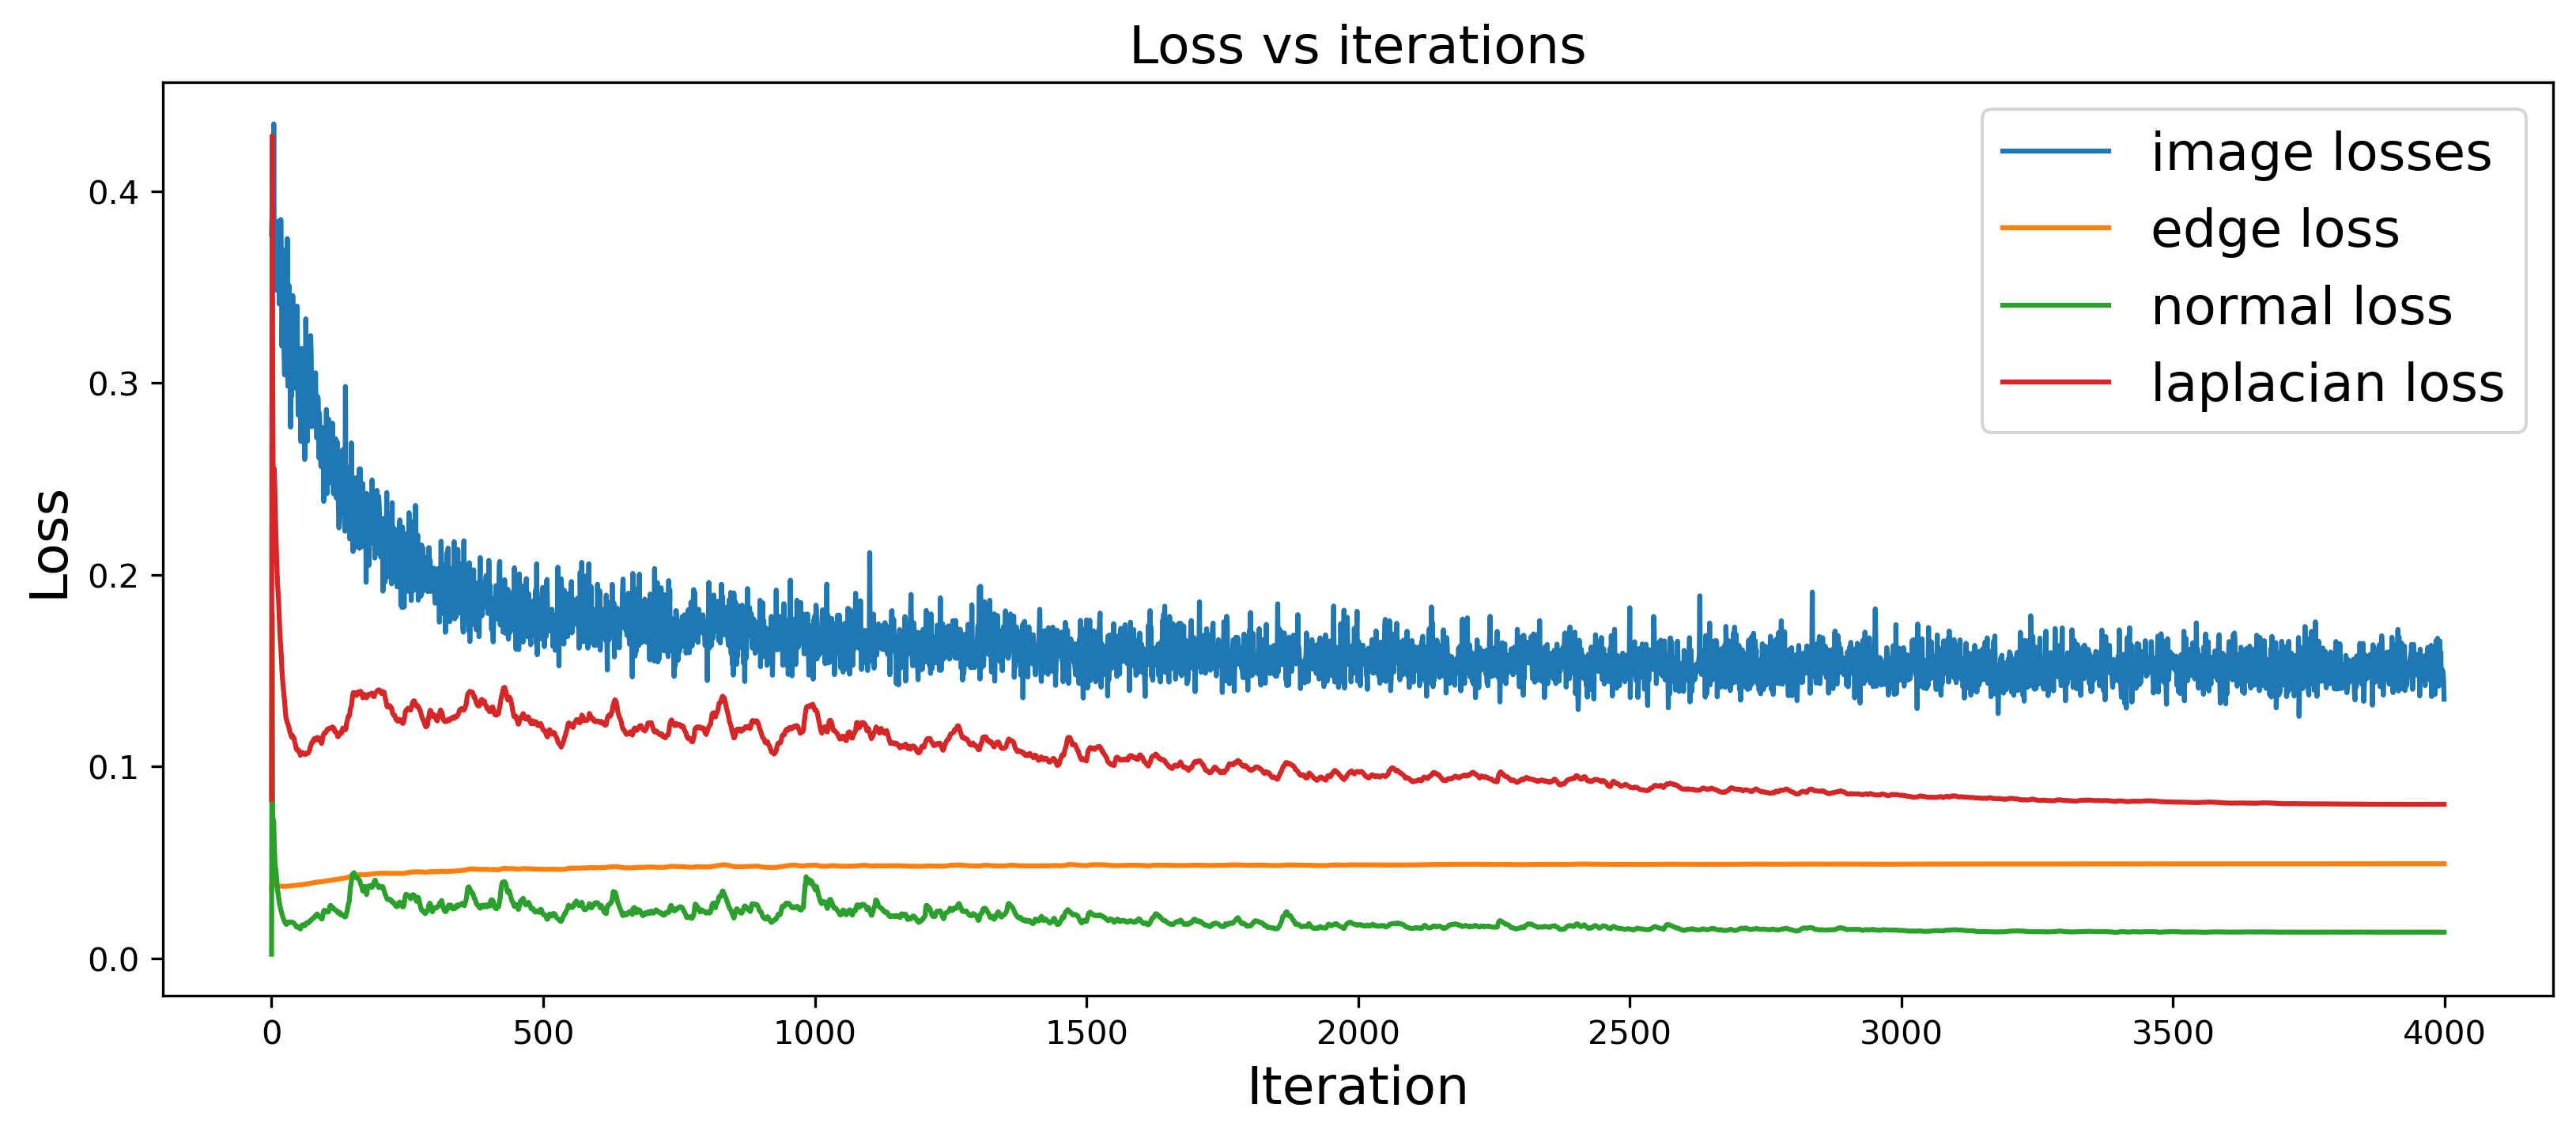 Loss vs iterations
image losses
edge loss
normal loss
laplacian loss
Loss
0.4
0.3
0.2
0.1
0.0
0 500 1000 1500 2000 2500 3000 3500 4000
Iteration